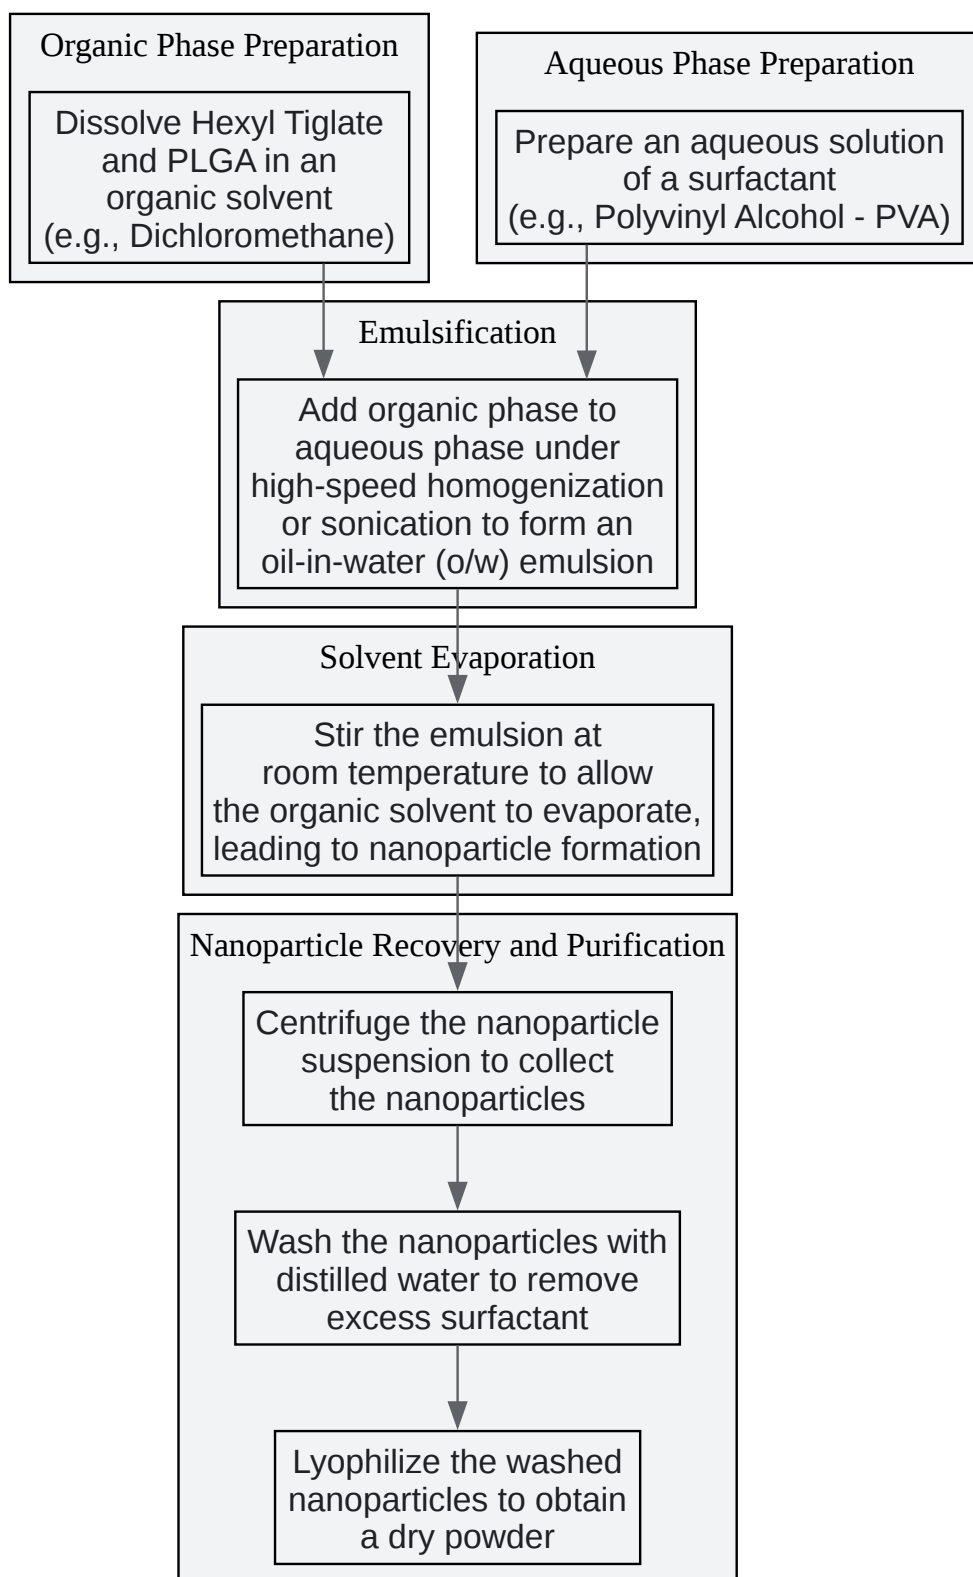 Organic Phase Preparation
Dissolve Hexyl Tiglate
and PLGA in an
organic solvent
(e.g., Dichloromethane)
Aqueous Phase Preparation
Prepare an aqueous solution
of a surfactant
(e.g., Polyvinyl Alcohol - PVA)
Emulsification
Add organic phase to
aqueous phase under
high-speed homogenization
or sonication to form an
oil-in-water (o/w) emulsion
Solvent Evaporation
Stir the emulsion at
room temperature to allow
the organic solvent to evaporate,
leading to nanoparticle formation
Nanoparticle Recovery and Purification
Centrifuge the nanoparticle
suspension to collect
the nanoparticles
Wash the nanoparticles with
distilled water to remove
excess surfactant
Lyophilize the washed
nanoparticles to obtain
a dry powder